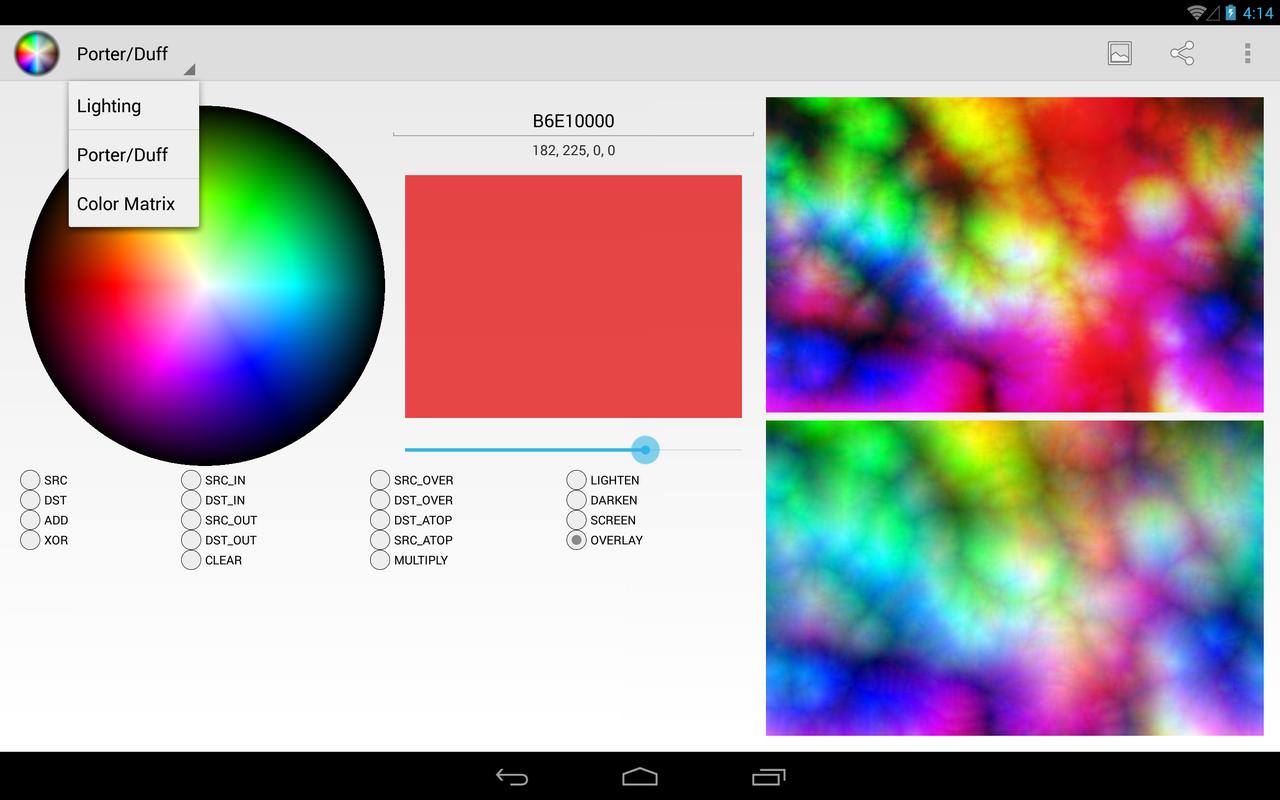 4:14
Porter/Duff
Lighting
Porter/Duff
Color Matrix
B6E10000
182, 225, 0, 0
SRC
DST
ADD
XOR
SRC_IN
DST_IN
SRC_OUT
DST_OUT
CLEAR
SRC_OVER
DST_OVER
DST_ATOP
SRC_ATOP
MULTIPLY
LIGHTEN
DARKEN
SCREEN
OVERLAY